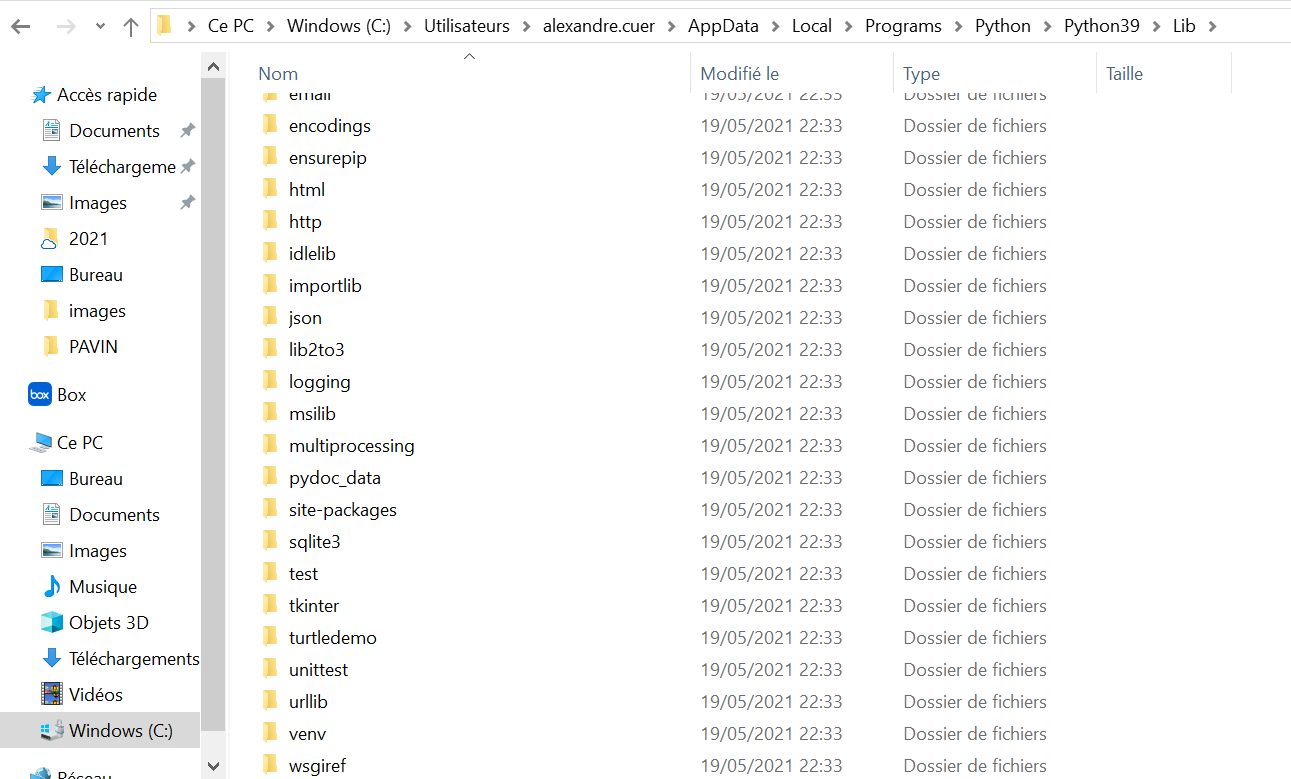 Ce PC > Windows (C:) > Utilisateurs > alexandre.cuer > AppData > Local > Programs > Python > Python39 > Lib >
Accès rapide
Documents
Téléchargeme
Images
2021
Bureau
images
PAVIN
box Box
Ce PC
Bureau
Documents
Images
Musique
Objets 3D
Téléchargements
Vidéos
Windows (C:)
Réseau
Nom Modifié le Type Taille
email 19/05/2021 22:33 Dossier de fichiers
encodings 19/05/2021 22:33 Dossier de fichiers
ensurepip 19/05/2021 22:33 Dossier de fichiers
html 19/05/2021 22:33 Dossier de fichiers
http 19/05/2021 22:33 Dossier de fichiers
idlelib 19/05/2021 22:33 Dossier de fichiers
importlib 19/05/2021 22:33 Dossier de fichiers
json 19/05/2021 22:33 Dossier de fichiers
lib2to3 19/05/2021 22:33 Dossier de fichiers
logging 19/05/2021 22:33 Dossier de fichiers
msilib 19/05/2021 22:33 Dossier de fichiers
multiprocessing 19/05/2021 22:33 Dossier de fichiers
pydoc_data 19/05/2021 22:33 Dossier de fichiers
site-packages 19/05/2021 22:33 Dossier de fichiers
sqlite3 19/05/2021 22:33 Dossier de fichiers
test 19/05/2021 22:33 Dossier de fichiers
tkinter 19/05/2021 22:33 Dossier de fichiers
turtledemo 19/05/2021 22:33 Dossier de fichiers
unittest 19/05/2021 22:33 Dossier de fichiers
urllib 19/05/2021 22:33 Dossier de fichiers
venv 19/05/2021 22:33 Dossier de fichiers
wsgiref 19/05/2021 22:33 Dossier de fichiers